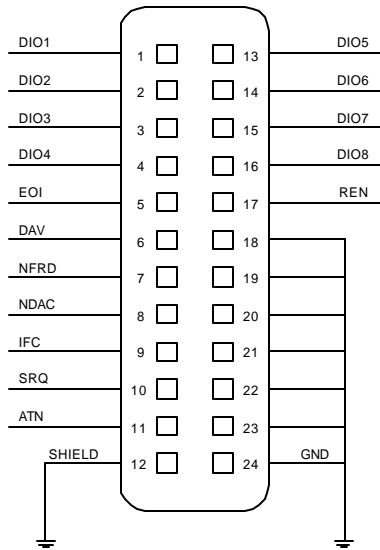 DIO1 1 13 DIO5
DIO2 2 14 DIO6
DIO3 3 15 DIO7
DIO4 4 16 DIO8
EOI 5 17 REN
DAV 6 18
NFRD 7 19
NDAC 8 20
IFC 9 21
SRQ 10 22
ATN 11 23
SHIELD 12 24 GND